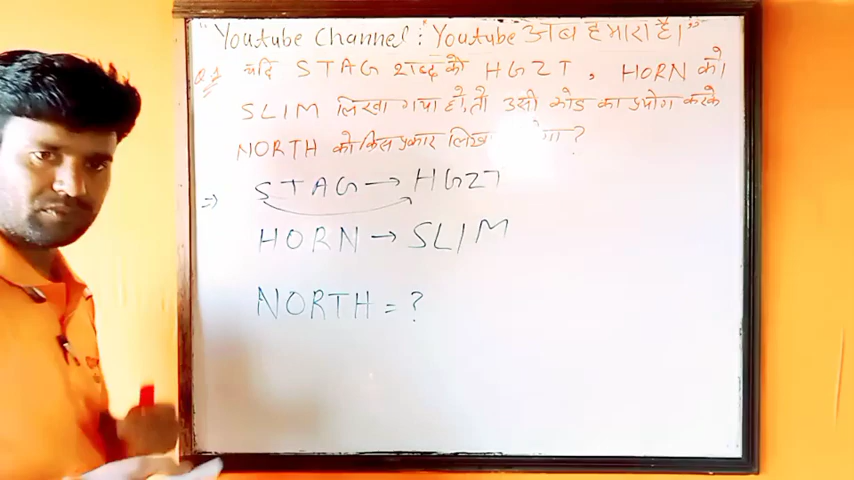 "Youtube Channel : "Youtube अब हमारा है।"
Q.1 यदि STAG शब्द को HGZT , HORN को
SLIM लिखा गया हो, तो उसी कोड का प्रयोग करके
NORTH को किस प्रकार लिखा ?
⇒ STAG → HGZT
HORN → SLIM
NORTH = ?